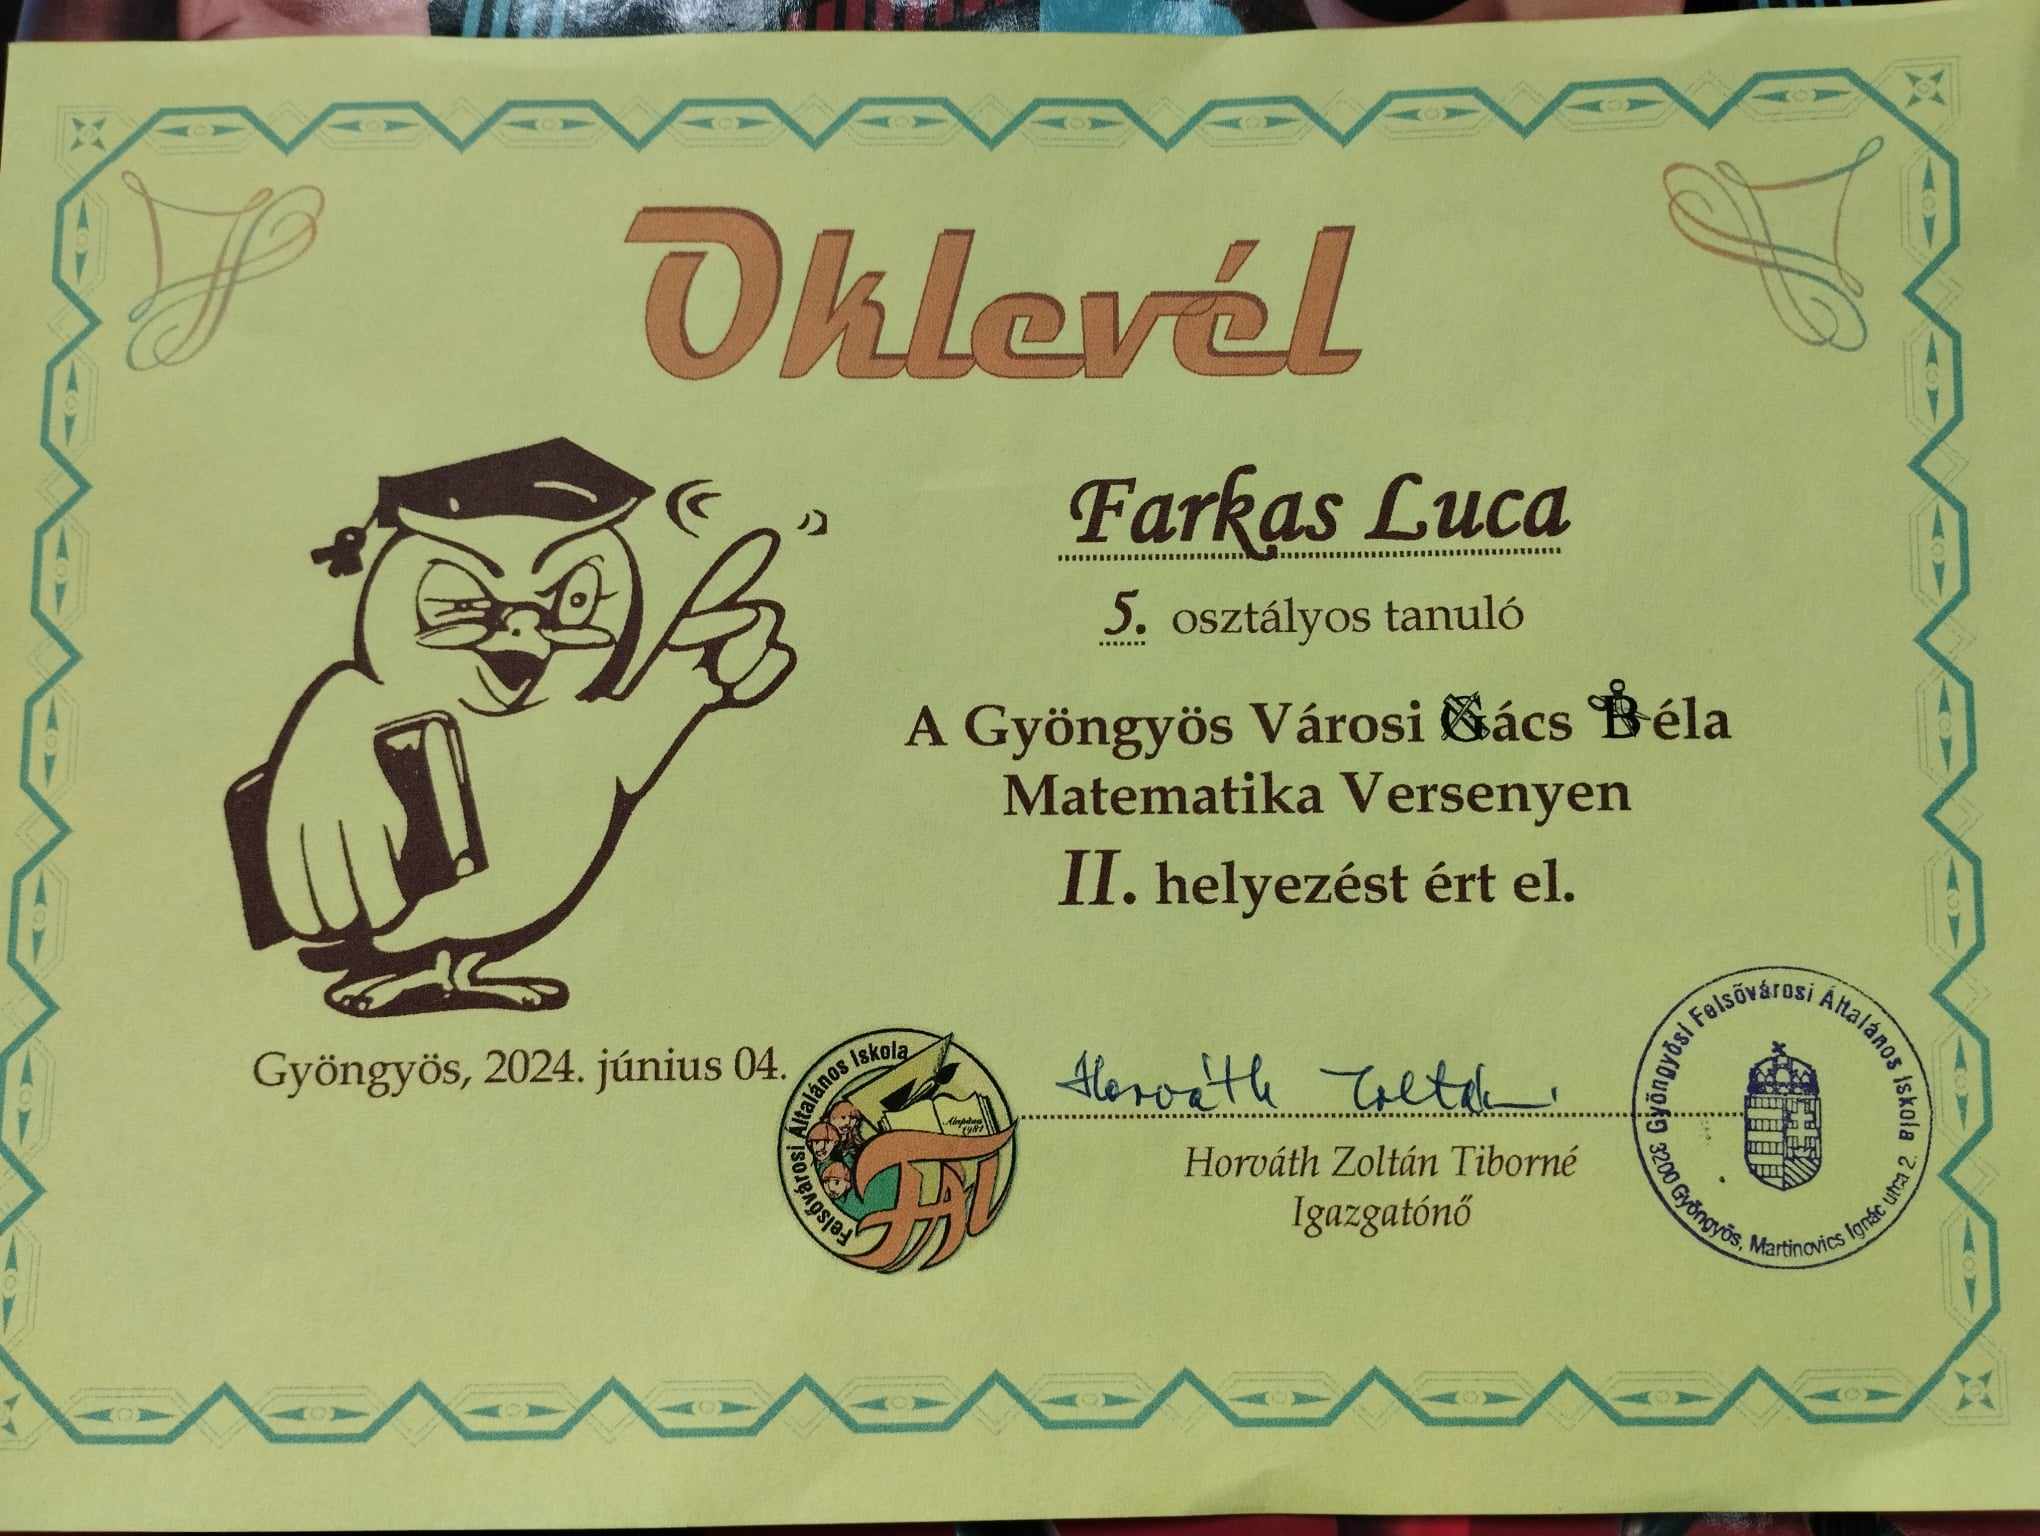 Oklevél
Farkas Luca
5. osztályos tanuló
A Gyöngyös Városi Gács Béla
Matematika Versenyen
II. helyezést ért el.
Gyöngyös, 2024. június 04.
Felsővárosi Általános Iskola
FÁI
Horváth Zoltán
Horváth Zoltán Tiborné
Igazgatónő
Gyöngyösi Felsővárosi Általános Iskola
3200 Gyöngyös, Martinovics Ignác utca 2.